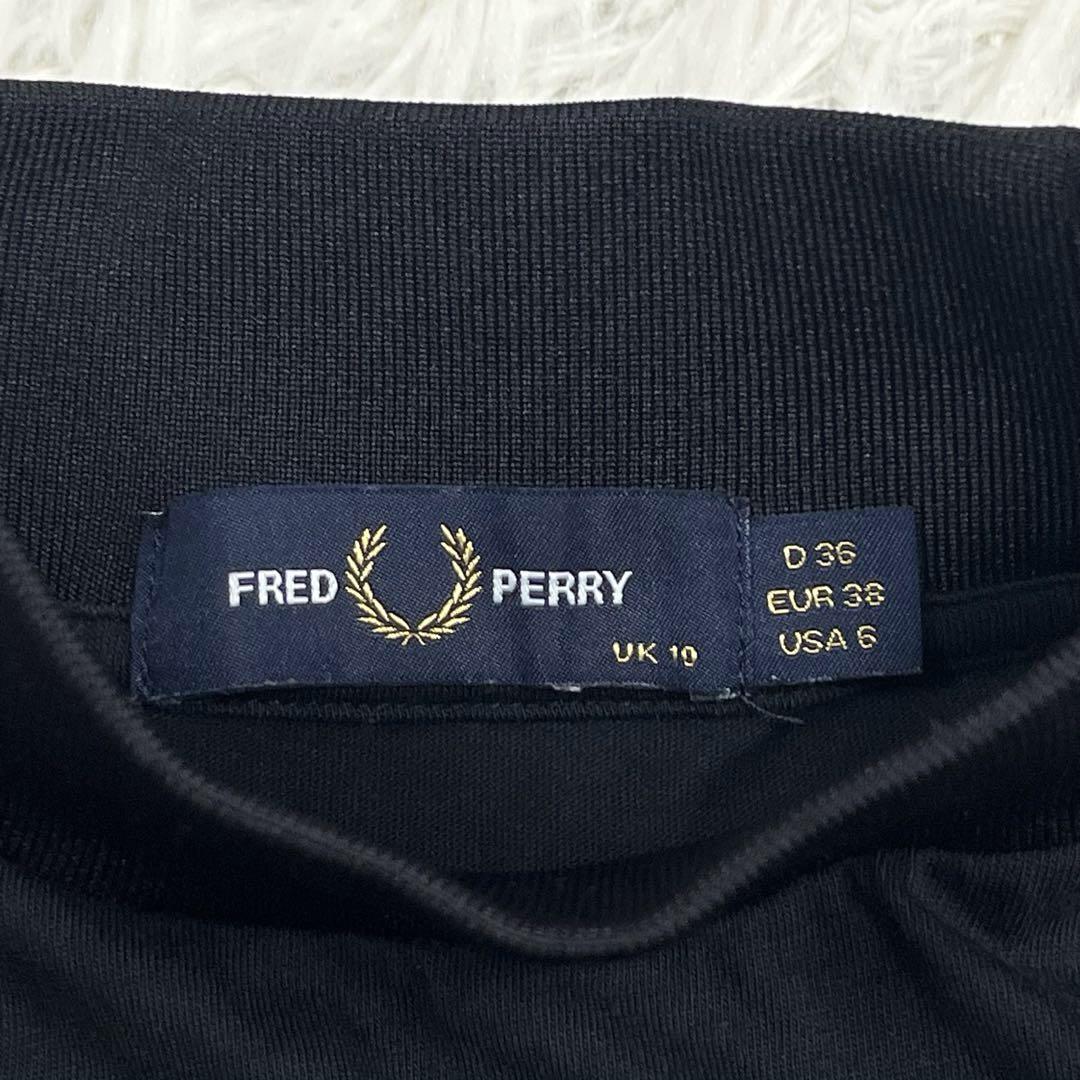 FRED PERRY
UK 10
D 36
EUR 38
USA 6